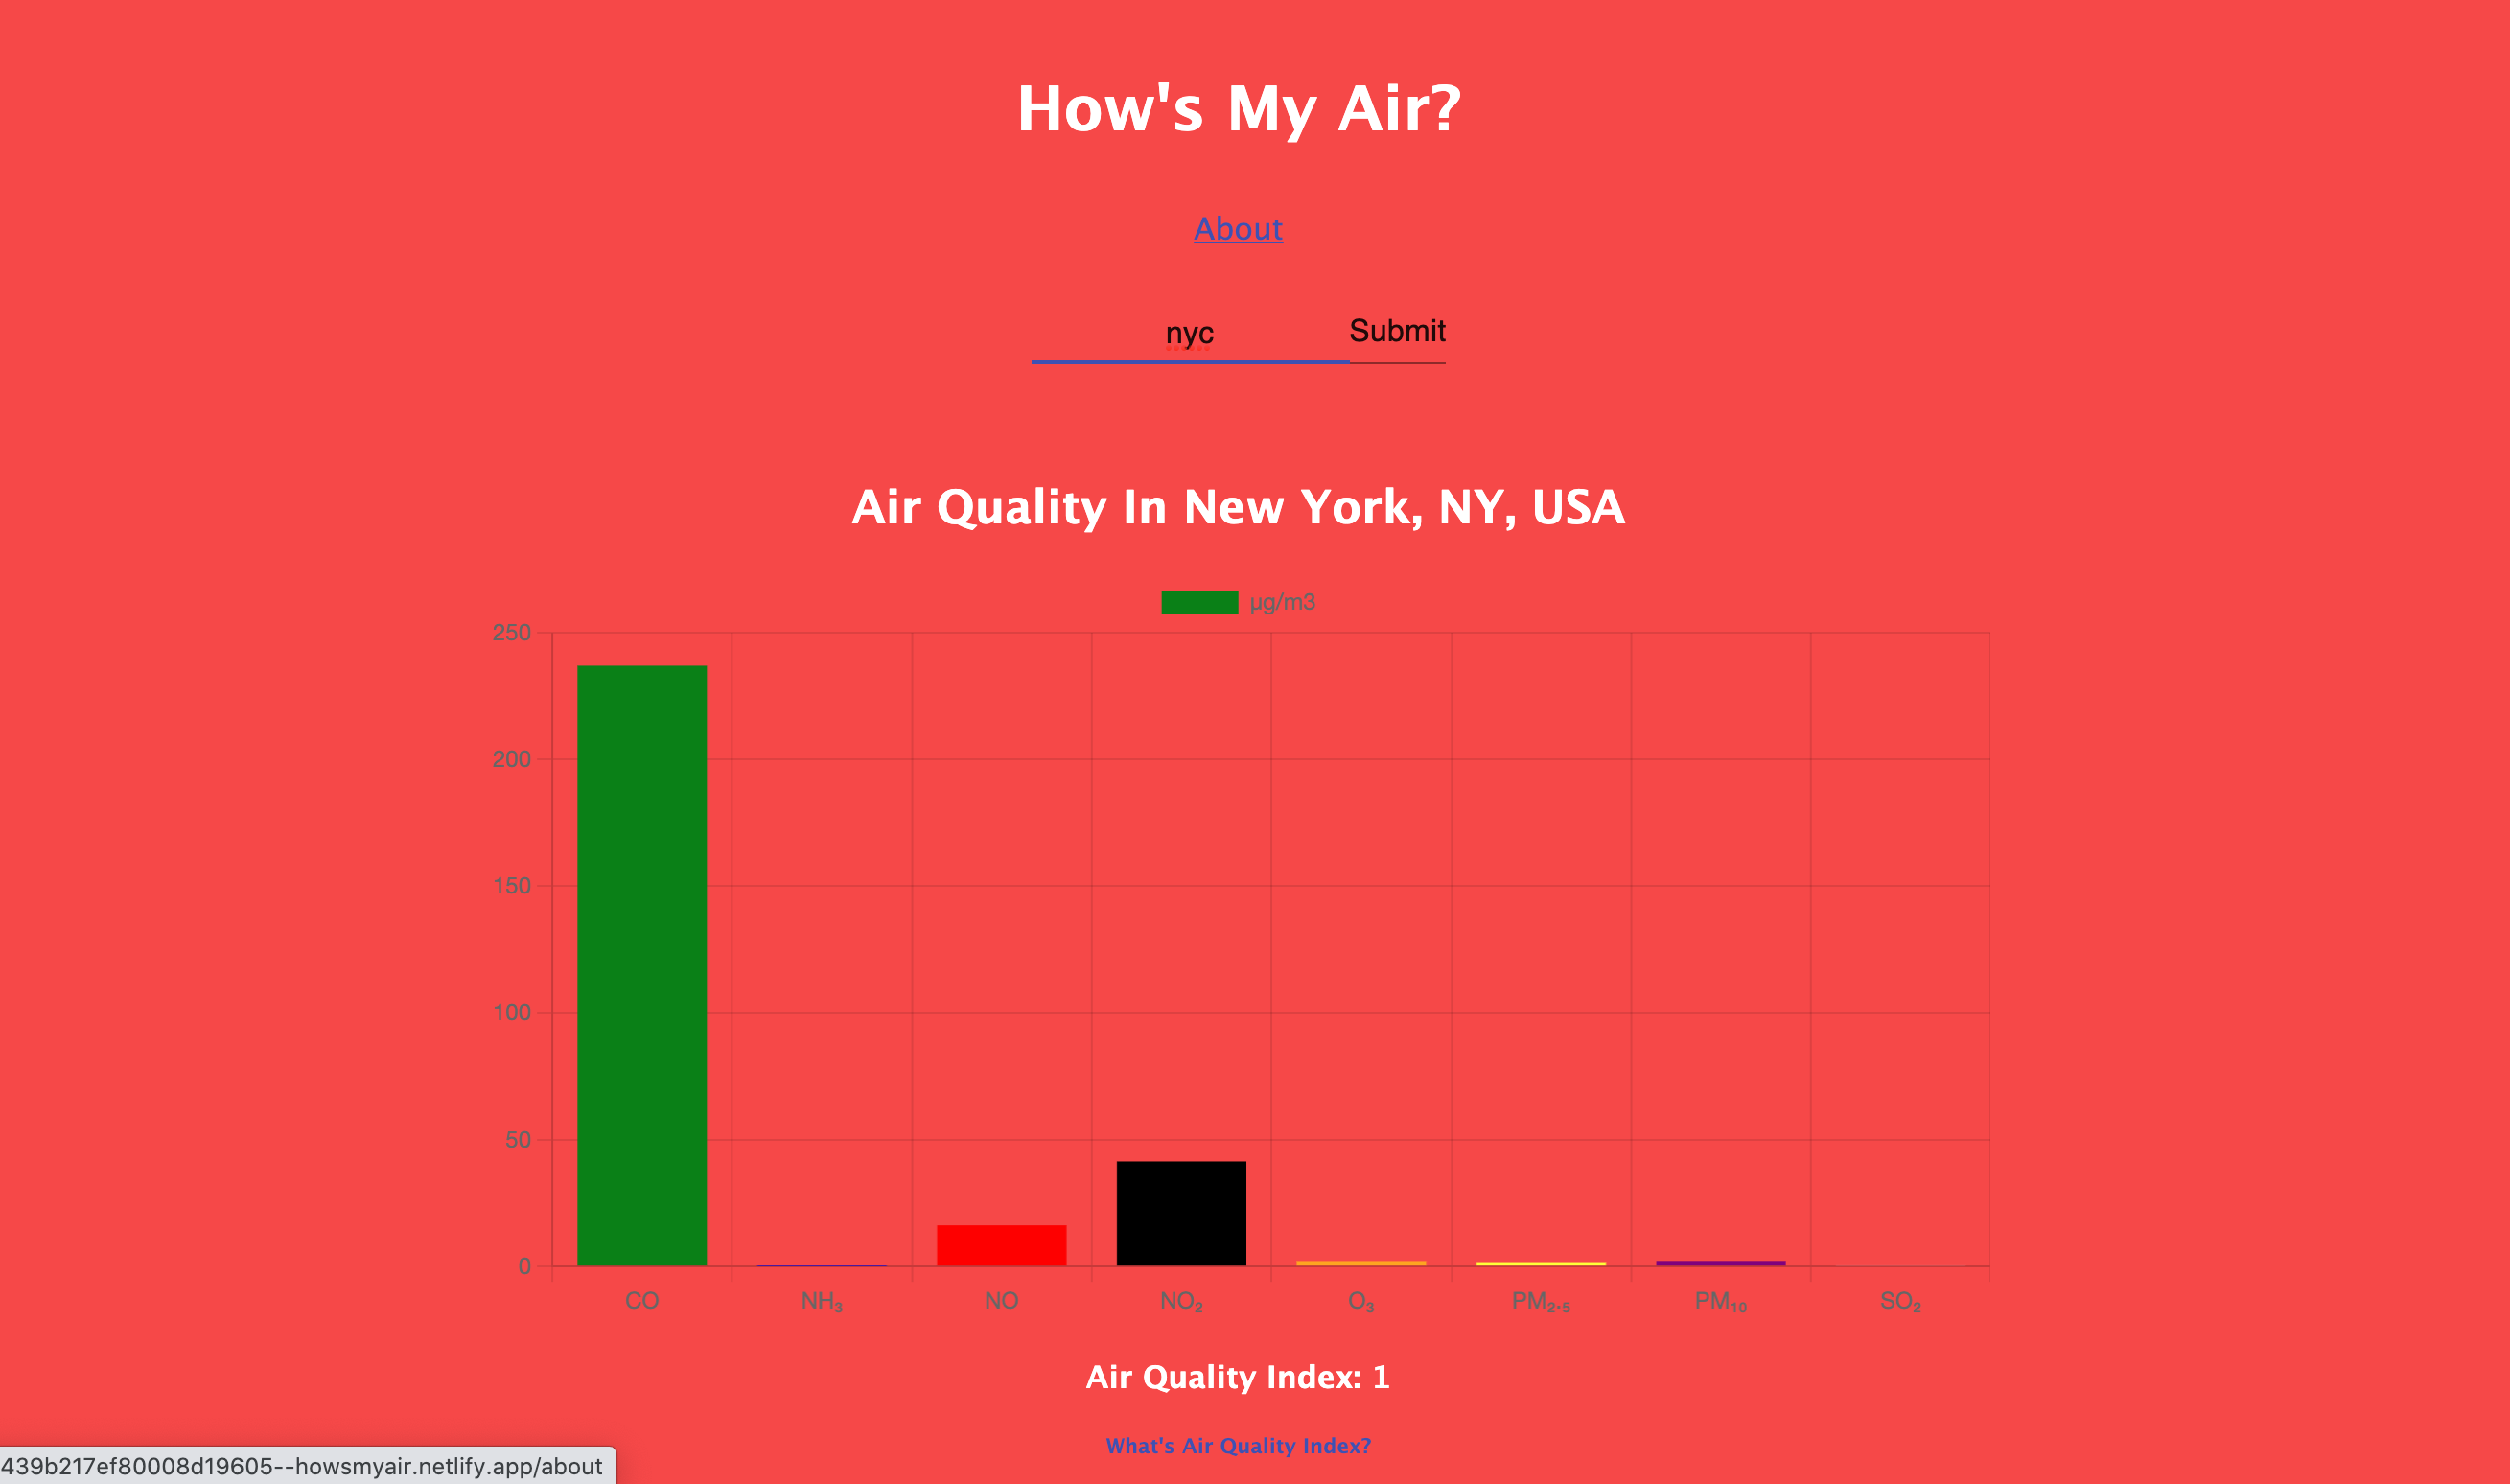 How's My Air?
About
nyc Submit
Air Quality In New York, NY, USA
µg/m3
250
200
150
100
50
0
CO NH₃ NO NO₂ O₃ PM₂.₅ PM₁₀ SO₂
Air Quality Index: 1
What's Air Quality Index?
439b217ef80008d19605--howsmyair.netlify.app/about